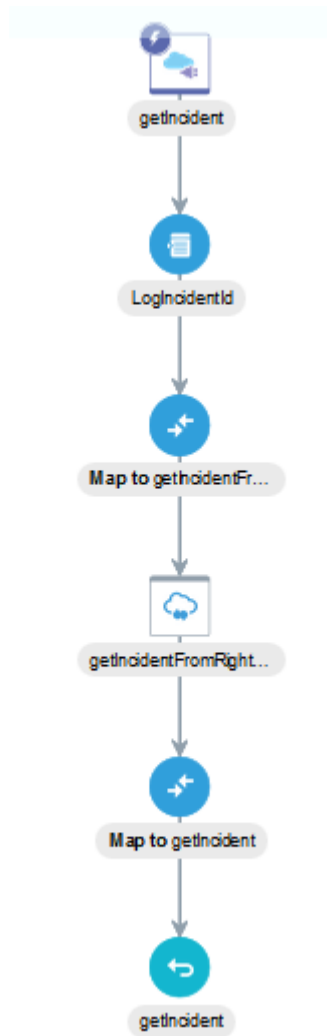 getIncident
LogIncidentId
Map to getIncidentFr...
getIncidentFromRight...
Map to getIncident
getIncident